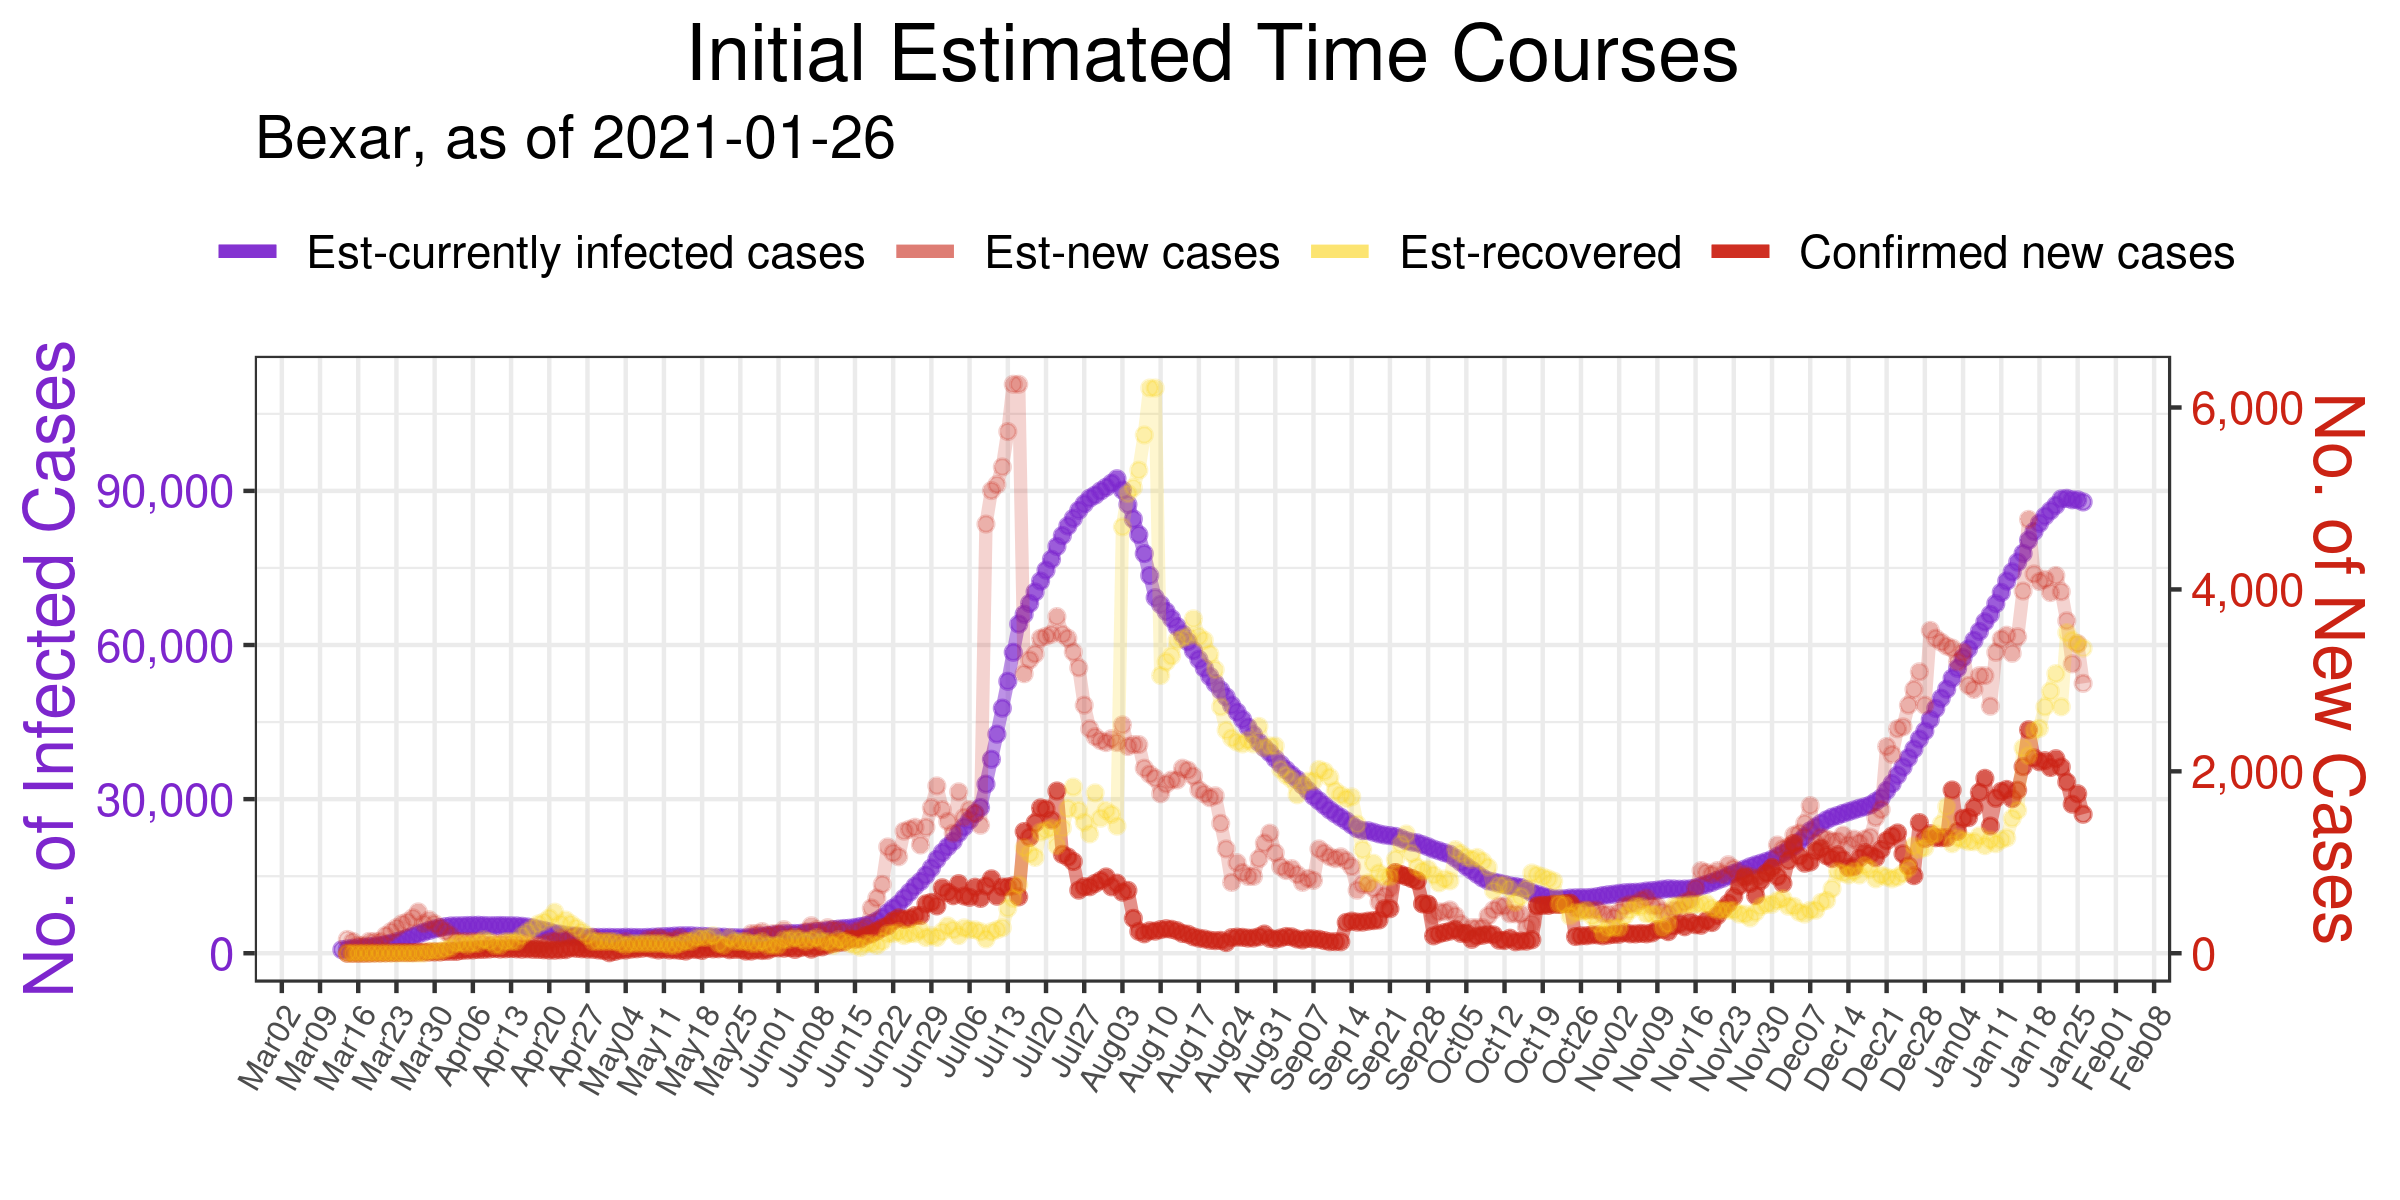 Initial Estimated Time Courses
Bexar, as of 2021-01-26
Est-currently infected cases Est-new cases Est-recovered Confirmed new cases
No. of Infected Cases
90,000
60,000
30,000
0
6,000
4,000
2,000
0
No. of New Cases
Mar02 Mar09 Mar16 Mar23 Mar30 Apr06 Apr13 Apr20 Apr27 May04 May11 May18 May25 Jun01 Jun08 Jun15 Jun22 Jun29 Jul06 Jul13 Jul20 Jul27 Aug03 Aug10 Aug17 Aug24 Aug31 Sep07 Sep14 Sep21 Sep28 Oct05 Oct12 Oct19 Oct26 Nov02 Nov09 Nov16 Nov23 Nov30 Dec07 Dec14 Dec21 Dec28 Jan04 Jan11 Jan18 Jan25 Feb01 Feb08